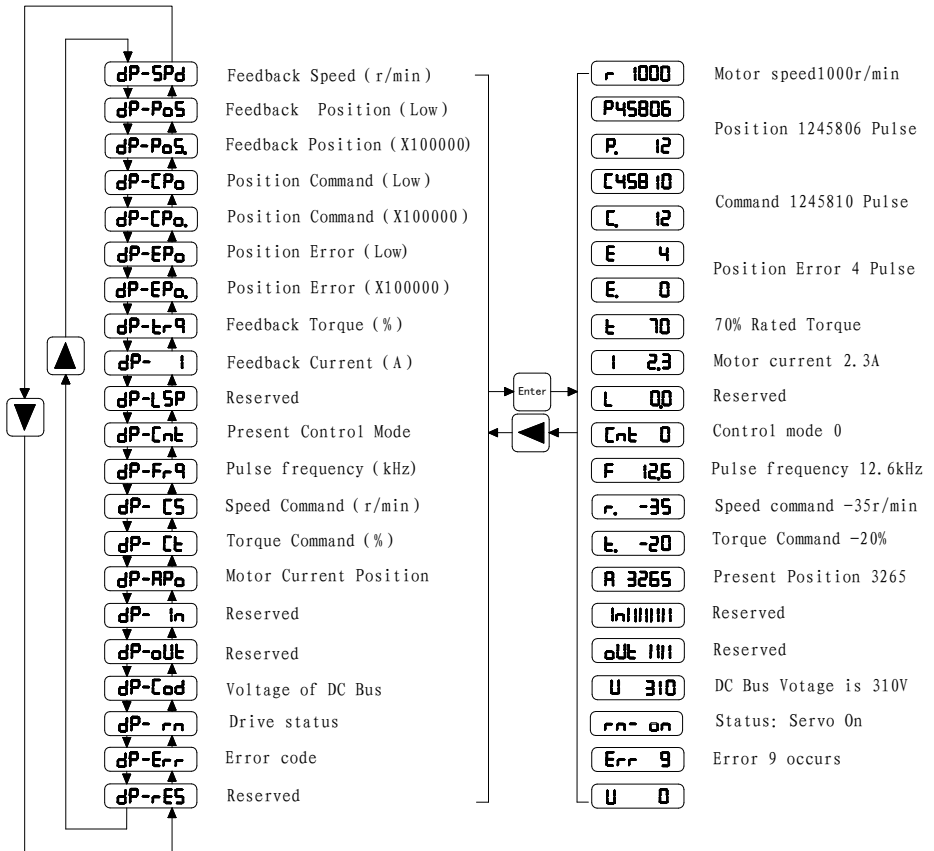 dP-SPd Feedback Speed (r/min) r 1000 Motor speed1000r/min
dP-PoS Feedback Position (Low) P45806
Position 1245806 Pulse
dP-PoS. Feedback Position (X100000) P. 12
dP-CPo Position Command (Low) C45810
Command 1245810 Pulse
dP-CPo. Position Command (X100000) C. 12
dP-EPo Position Error (Low) E 4
Position Error 4 Pulse
dP-EPo. Position Error (X100000) E. 0
dP-trq Feedback Torque (%) t 70 70% Rated Torque
dP- I Feedback Current (A) I 2.3 Motor current 2.3A
dP-LSP Reserved L 0.0 Reserved
Enter
dP-Cnt Present Control Mode Cnt 0 Control mode 0
dP-Frq Pulse frequency (kHz) F 12.6 Pulse frequency 12.6kHz
dP- CS Speed Command (r/min) r. -35 Speed command -35r/min
dP- Ct Torque Command (%) t. -20 Torque Command -20%
dP-APo Motor Current Position A 3265 Present Position 3265
dP- In Reserved In|||||||| Reserved
dP-oUt Reserved oUt |||| Reserved
dP-Cod Voltage of DC Bus U 310 DC Bus Votage is 310V
dP- rn Drive status rn- on Status: Servo On
dP-Err Error code Err 9 Error 9 occurs
dP-rES Reserved U 0